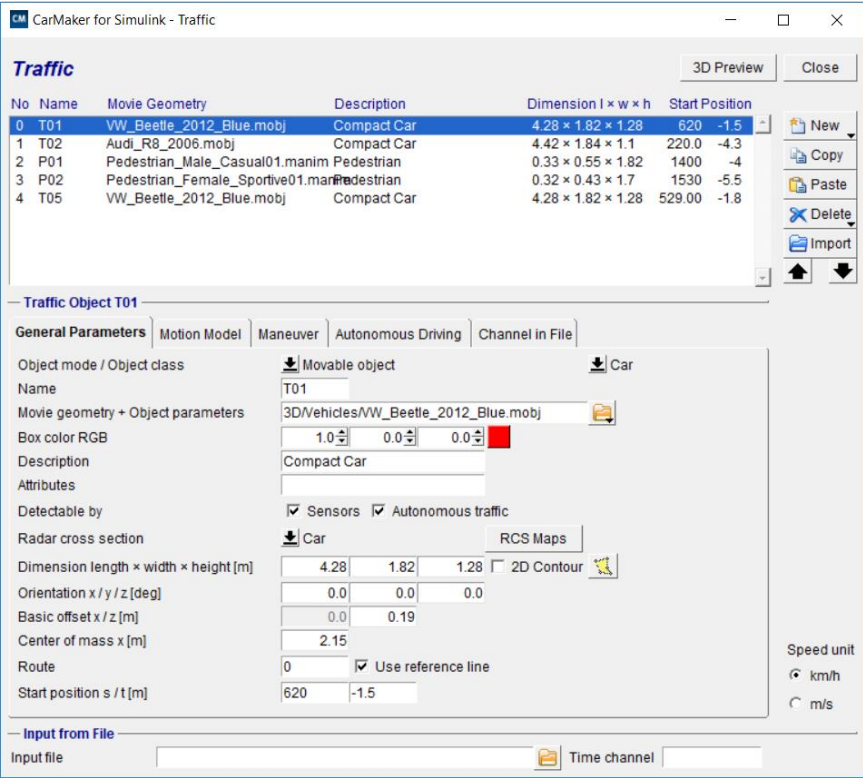 CM CarMaker for Simulink - Traffic
Traffic
3D Preview Close
No Name Movie Geometry Description Dimension l × w × h Start Position
0 T01 VW_Beetle_2012_Blue.mobj Compact Car 4.28 × 1.82 × 1.28 620 -1.5
1 T02 Audi_R8_2006.mobj Compact Car 4.42 × 1.84 × 1.1 220.0 -4.3
2 P01 Pedestrian_Male_Casual01.manim Pedestrian 0.33 × 0.55 × 1.82 1400 -4
3 P02 Pedestrian_Female_Sportive01.manim Pedestrian 0.32 × 0.43 × 1.7 1530 -5.5
4 T05 VW_Beetle_2012_Blue.mobj Compact Car 4.28 × 1.82 × 1.28 529.00 -1.8
New
Copy
Paste
Delete
Import
Traffic Object T01
General Parameters Motion Model Maneuver Autonomous Driving Channel in File
Object mode / Object class Movable object Car
Name T01
Movie geometry + Object parameters 3D/Vehicles/VW_Beetle_2012_Blue.mobj
Box color RGB 1.0 0.0 0.0
Description Compact Car
Attributes
Detectable by Sensors Autonomous traffic
Radar cross section Car RCS Maps
Dimension length × width × height [m] 4.28 1.82 1.28 2D Contour
Orientation x / y / z [deg] 0.0 0.0 0.0
Basic offset x / z [m] 0.0 0.19
Center of mass x [m] 2.15
Route 0 Use reference line
Start position s / t [m] 620 -1.5
Speed unit
km/h
m/s
Input from File
Input file Time channel